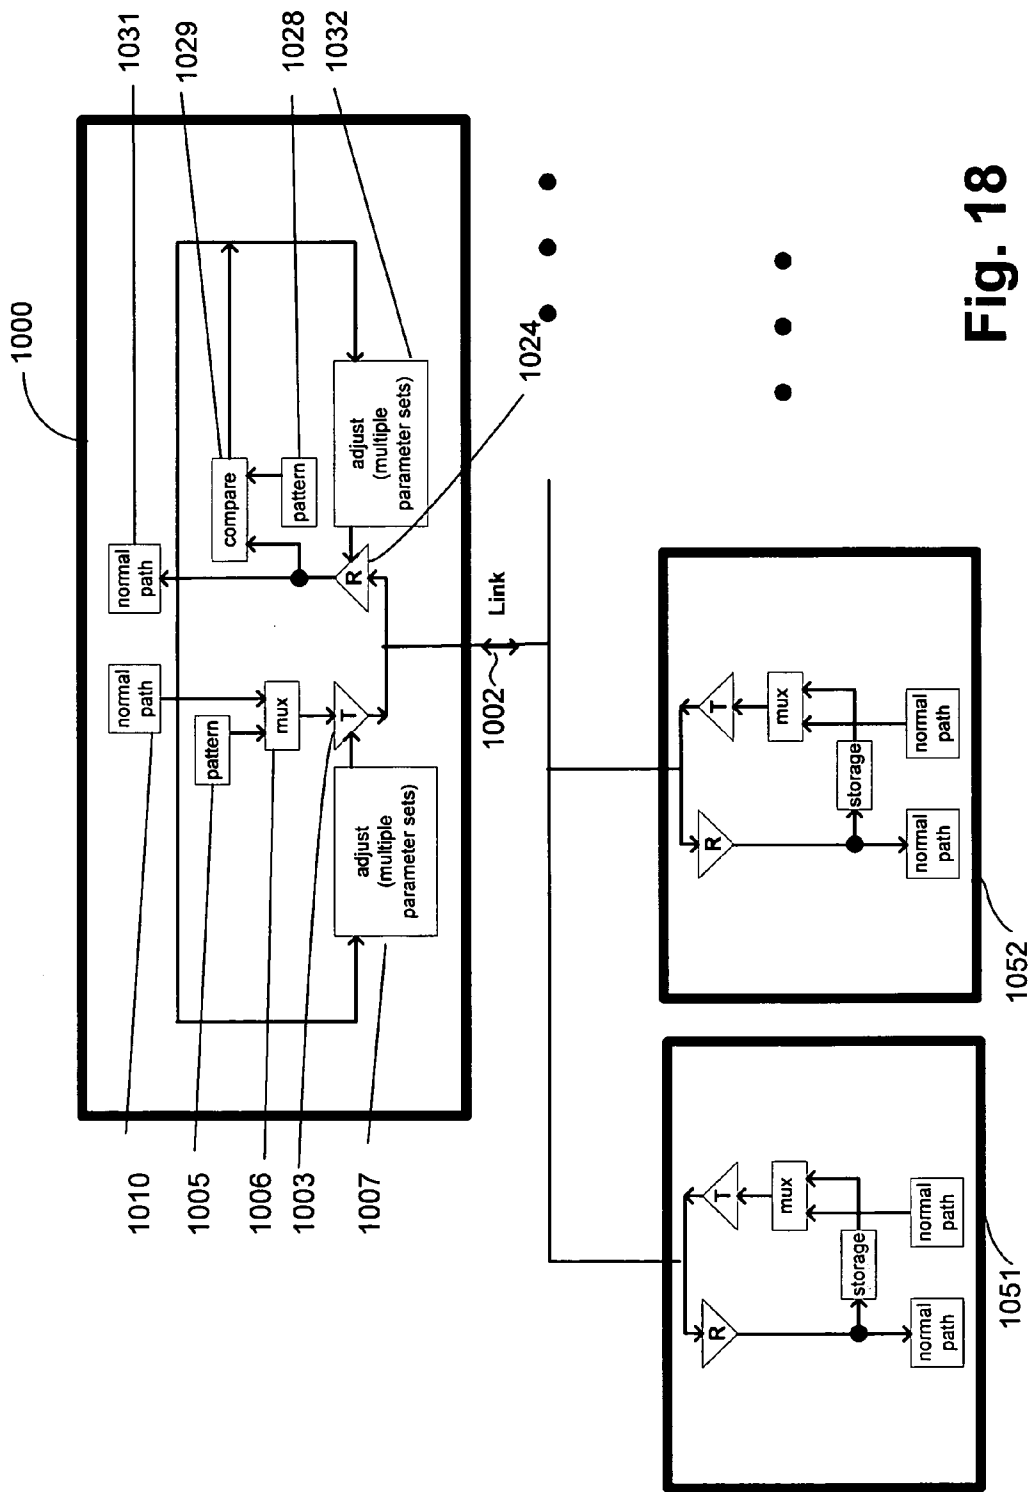 1000
1031
1029
1028
1032
normal
path
normal
path
pattern
mux
compare
pattern
T
R
adjust
(multiple
parameter sets)
adjust
(multiple
parameter sets)
1010
1005
1006
1003
1007
1024
1002
Link
R
T
mux
storage
normal
path
normal
path
1051
R
T
mux
storage
normal
path
normal
path
1052
Fig. 18